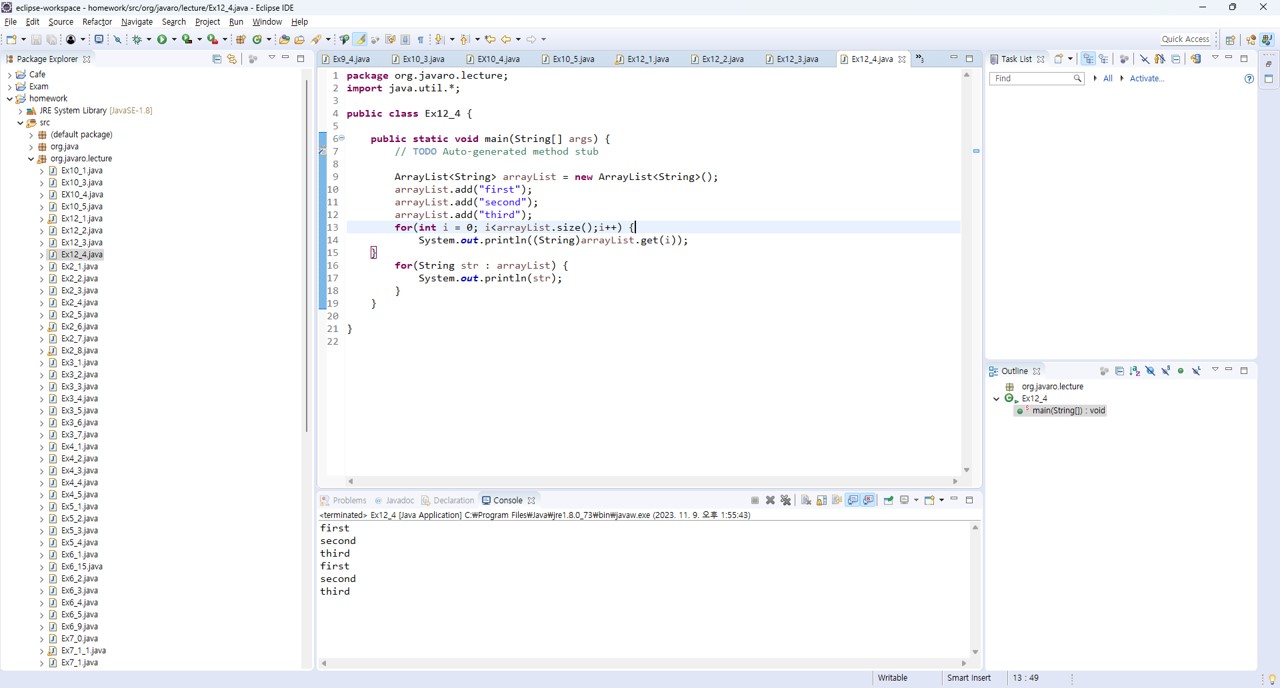 eclipse-workspace - homework/src/org/javaro/lecture/Ex12_4.java - Eclipse IDE
File Edit Source Refactor Navigate Search Project Run Window Help
Quick Access
Package Explorer
Cafe
Exam
homework
JRE System Library [JavaSE-1.8]
src
(default package)
org.java
org.javaro.lecture
Ex10_1.java
Ex10_3.java
EX10_4.java
Ex10_5.java
Ex12_1.java
Ex12_2.java
Ex12_3.java
Ex12_4.java
Ex2_1.java
Ex2_2.java
Ex2_3.java
Ex2_4.java
Ex2_5.java
Ex2_6.java
Ex2_7.java
Ex2_8.java
Ex3_1.java
Ex3_2.java
Ex3_3.java
Ex3_4.java
Ex3_5.java
Ex3_6.java
Ex3_7.java
Ex4_1.java
Ex4_2.java
Ex4_3.java
Ex4_4.java
Ex4_5.java
Ex5_1.java
Ex5_2.java
Ex5_3.java
Ex5_4.java
Ex6_1.java
Ex6_15.java
Ex6_2.java
Ex6_3.java
Ex6_4.java
Ex6_5.java
Ex6_9.java
Ex7_0.java
Ex7_1_1.java
Ex7_1.java
Ex9_4.java Ex10_3.java EX10_4.java Ex10_5.java Ex12_1.java Ex12_2.java Ex12_3.java Ex12_4.java »3
1 package org.javaro.lecture;
2 import java.util.*;
3
4 public class Ex12_4 {
5
6 public static void main(String[] args) {
7 // TODO Auto-generated method stub
8
9 ArrayList<String> arrayList = new ArrayList<String>();
10 arrayList.add("first");
11 arrayList.add("second");
12 arrayList.add("third");
13 for(int i = 0; i<arrayList.size();i++) {
14 System.out.println((String)arrayList.get(i));
15 }
16 for(String str : arrayList) {
17 System.out.println(str);
18 }
19 }
20
21 }
22
Problems Javadoc Declaration Console
<terminated> Ex12_4 [Java Application] C:₩Program Files₩Java₩jre1.8.0_73₩bin₩javaw.exe (2023. 11. 9. 오후 1:55:43)
first
second
third
first
second
third
Task List
Find All Activate...
Outline
org.javaro.lecture
Ex12_4
main(String[]) : void
Writable Smart Insert 13 : 49